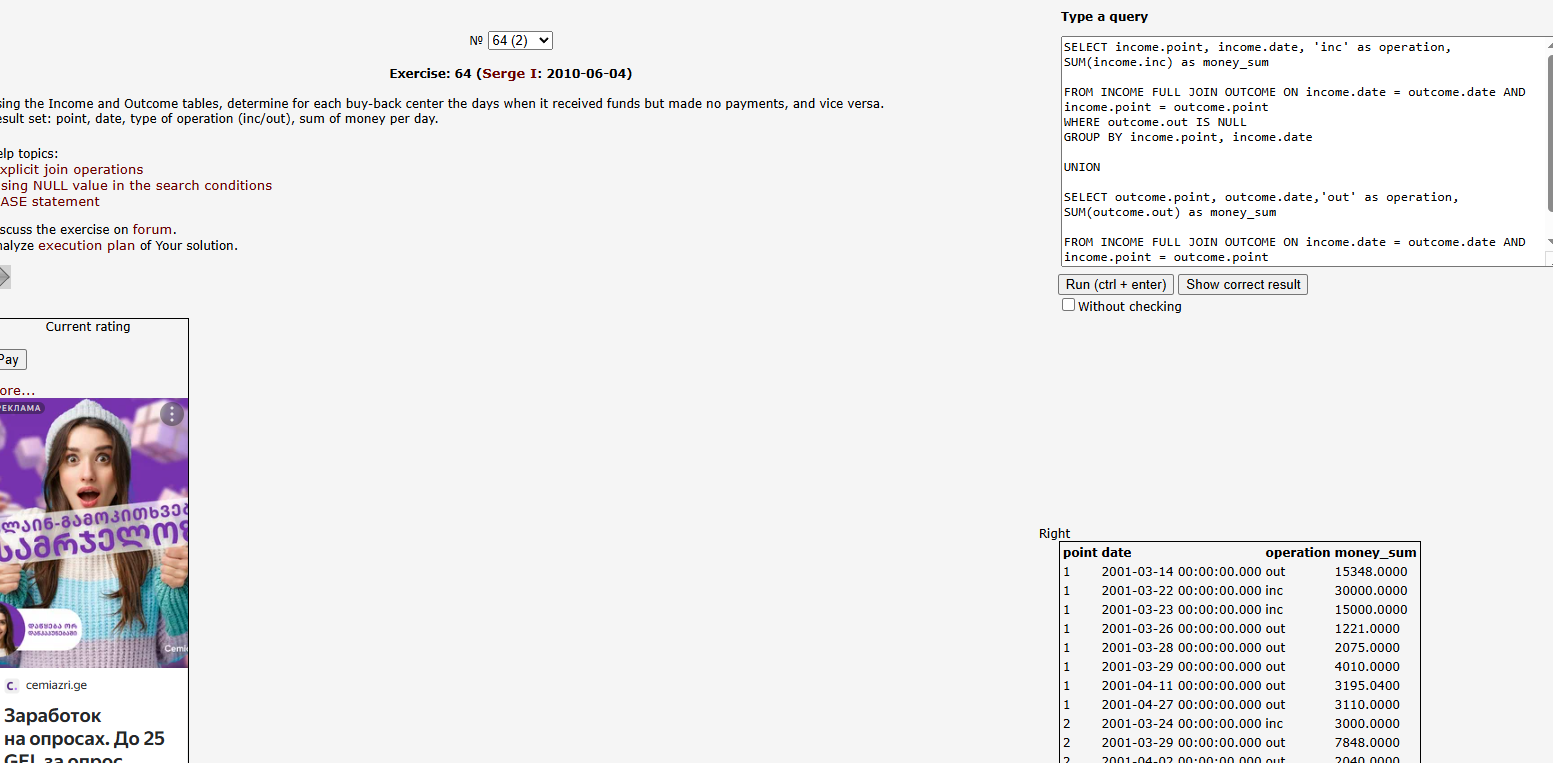 № 64 (2)
Exercise: 64 (Serge I: 2010-06-04)
sing the Income and Outcome tables, determine for each buy-back center the days when it received funds but made no payments, and vice versa.
esult set: point, date, type of operation (inc/out), sum of money per day.
elp topics:
xplicit join operations
sing NULL value in the search conditions
ASE statement
scuss the exercise on forum.
nalyze execution plan of Your solution.
Current rating
Pay
ore...
РЕКЛАМА
ლაინ-გამოკითხვებ
სამრჯელო
დაწყება ორ
დაწკაპუნებაში
Cemi
C. cemiazri.ge
Заработок
на опросах. До 25
GEL за опрос
Type a query
SELECT income.point, income.date, 'inc' as operation,
SUM(income.inc) as money_sum
FROM INCOME FULL JOIN OUTCOME ON income.date = outcome.date AND
income.point = outcome.point
WHERE outcome.out IS NULL
GROUP BY income.point, income.date
UNION
SELECT outcome.point, outcome.date,'out' as operation,
SUM(outcome.out) as money_sum
FROM INCOME FULL JOIN OUTCOME ON income.date = outcome.date AND
income.point = outcome.point
Run (ctrl + enter) Show correct result
Without checking
Right
point date operation money_sum
1 2001-03-14 00:00:00.000 out 15348.0000
1 2001-03-22 00:00:00.000 inc 30000.0000
1 2001-03-23 00:00:00.000 inc 15000.0000
1 2001-03-26 00:00:00.000 out 1221.0000
1 2001-03-28 00:00:00.000 out 2075.0000
1 2001-03-29 00:00:00.000 out 4010.0000
1 2001-04-11 00:00:00.000 out 3195.0400
1 2001-04-27 00:00:00.000 out 3110.0000
2 2001-03-24 00:00:00.000 inc 3000.0000
2 2001-03-29 00:00:00.000 out 7848.0000
2 2001-04-02 00:00:00.000 out 2040.0000